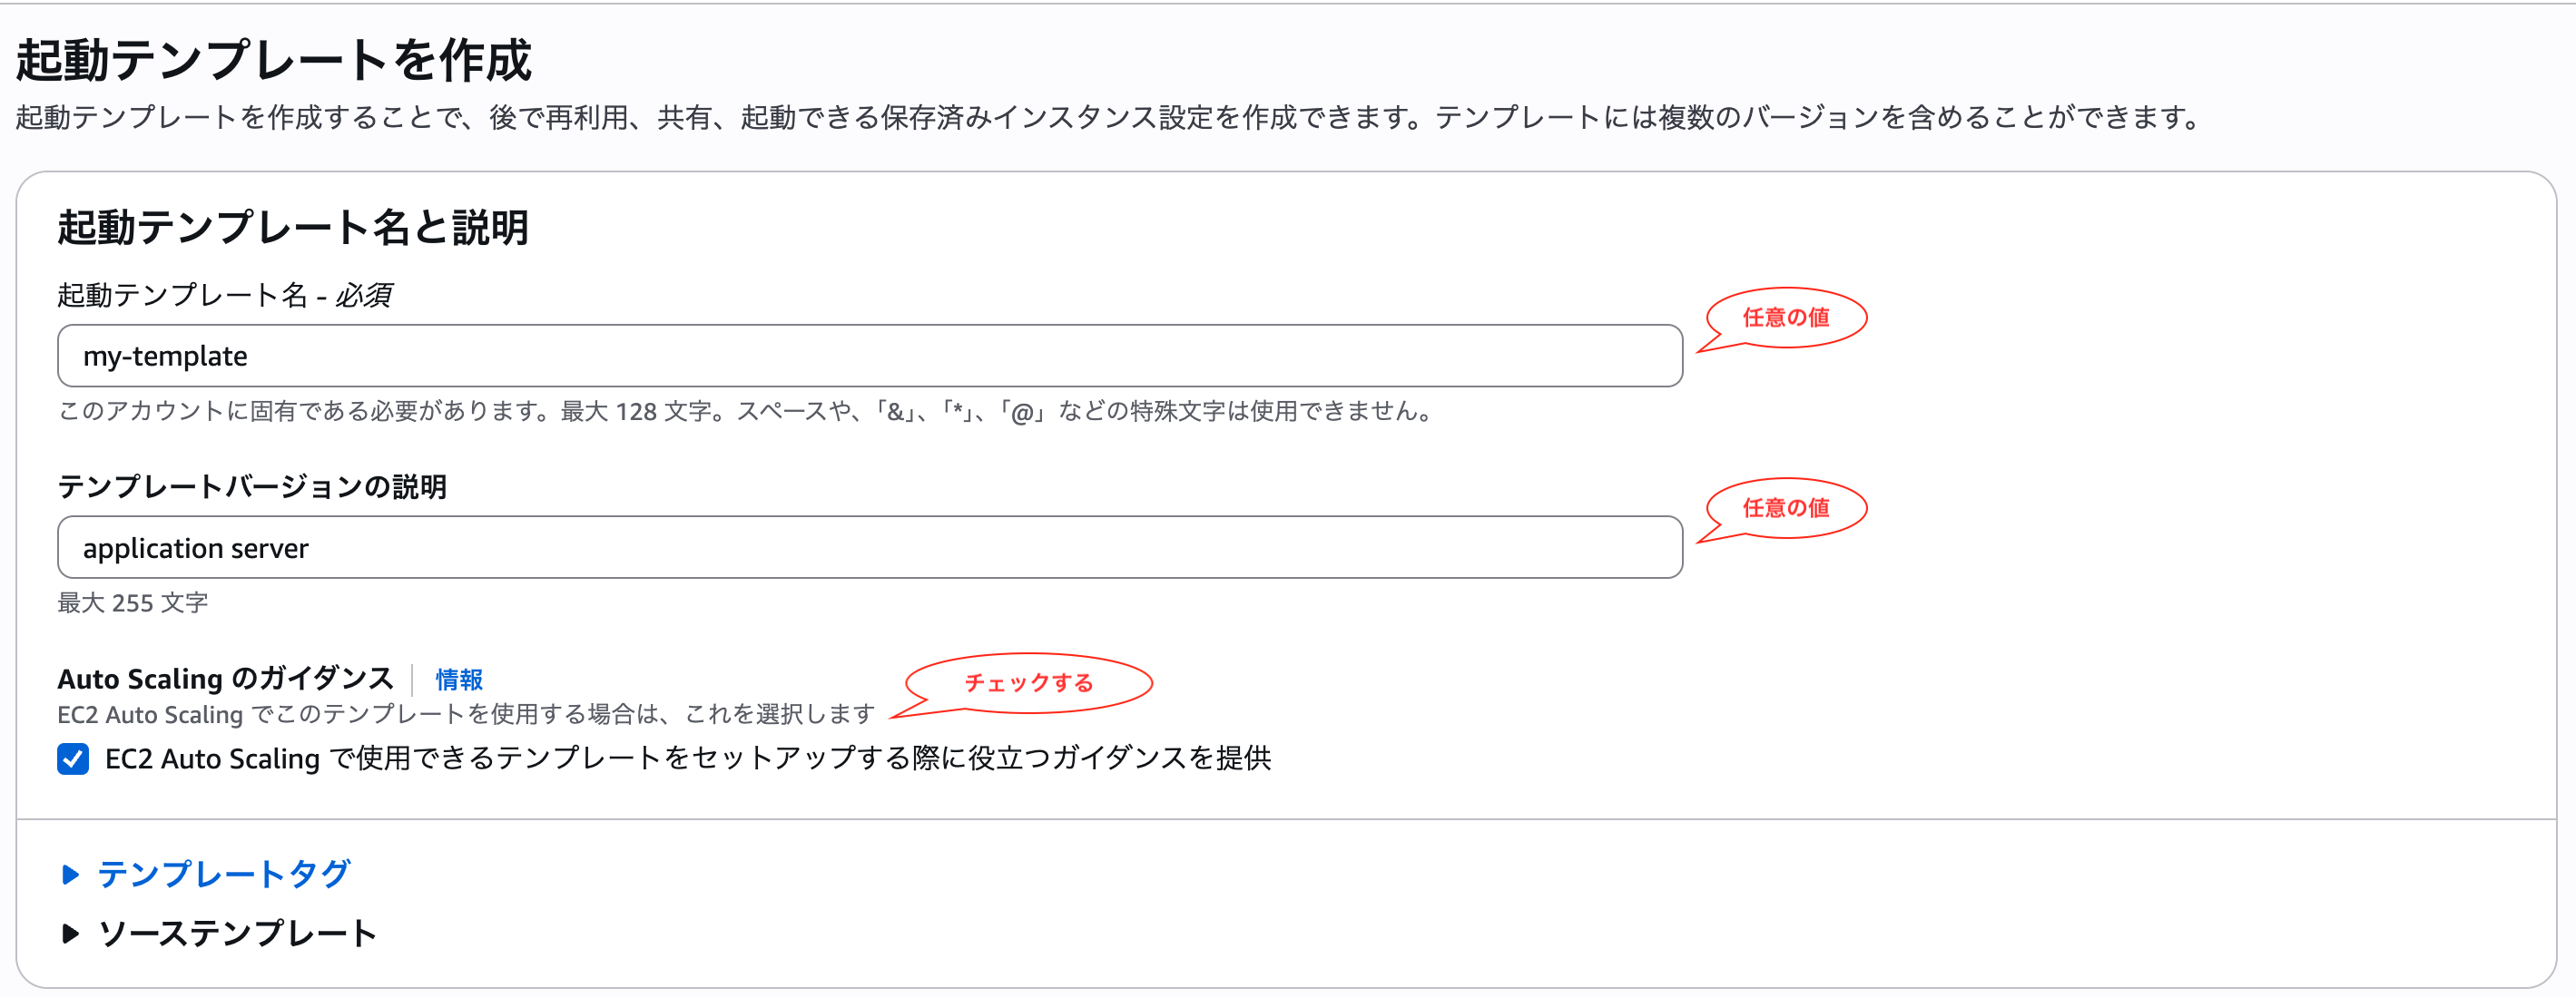 起動テンプレートを作成
起動テンプレートを作成することで、後で再利用、共有、起動できる保存済みインスタンス設定を作成できます。テンプレートには複数のバージョンを含めることができます。
起動テンプレート名と説明
起動テンプレート名 - 必須
任意の値
my-template
このアカウントに固有である必要があります。最大 128 文字。スペースや、「&」、「*」、「@」などの特殊文字は使用できません。
テンプレートバージョンの説明
任意の値
application server
最大 255 文字
Auto Scaling のガイダンス 情報
チェックする
EC2 Auto Scaling でこのテンプレートを使用する場合は、これを選択します
EC2 Auto Scaling で使用できるテンプレートをセットアップする際に役立つガイダンスを提供
テンプレートタグ
ソーステンプレート